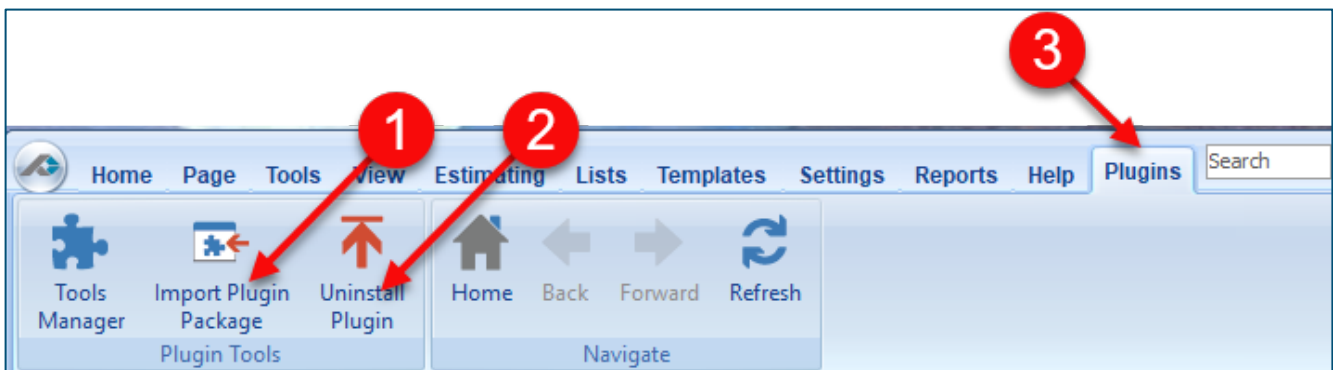 3
1 2
Home Page Tools View Estimating Lists Templates Settings Reports Help Plugins Search
Tools Import Plugin Uninstall Home Back Forward Refresh
Manager Package Plugin
Plugin Tools Navigate